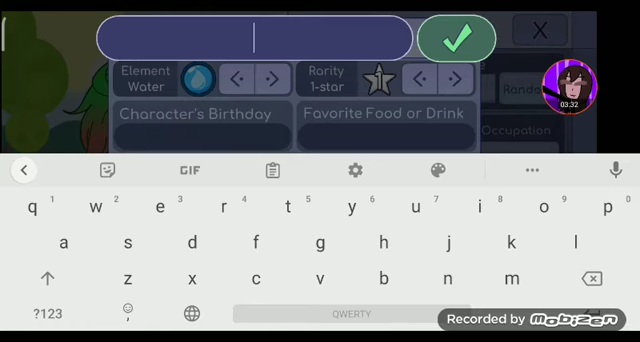 X
Element
Water
Rarity
1-star
1
Rando
03:32
Character's Birthday
Favorite Food or Drink
Occupation
GIF
q 1 w 2 e 3 r 4 t 5 y 6 u 7 i 8 o 9 p 0
a s d f g h j k l
z x c v b n m
?123 , QWERTY
Recorded by Mobizen